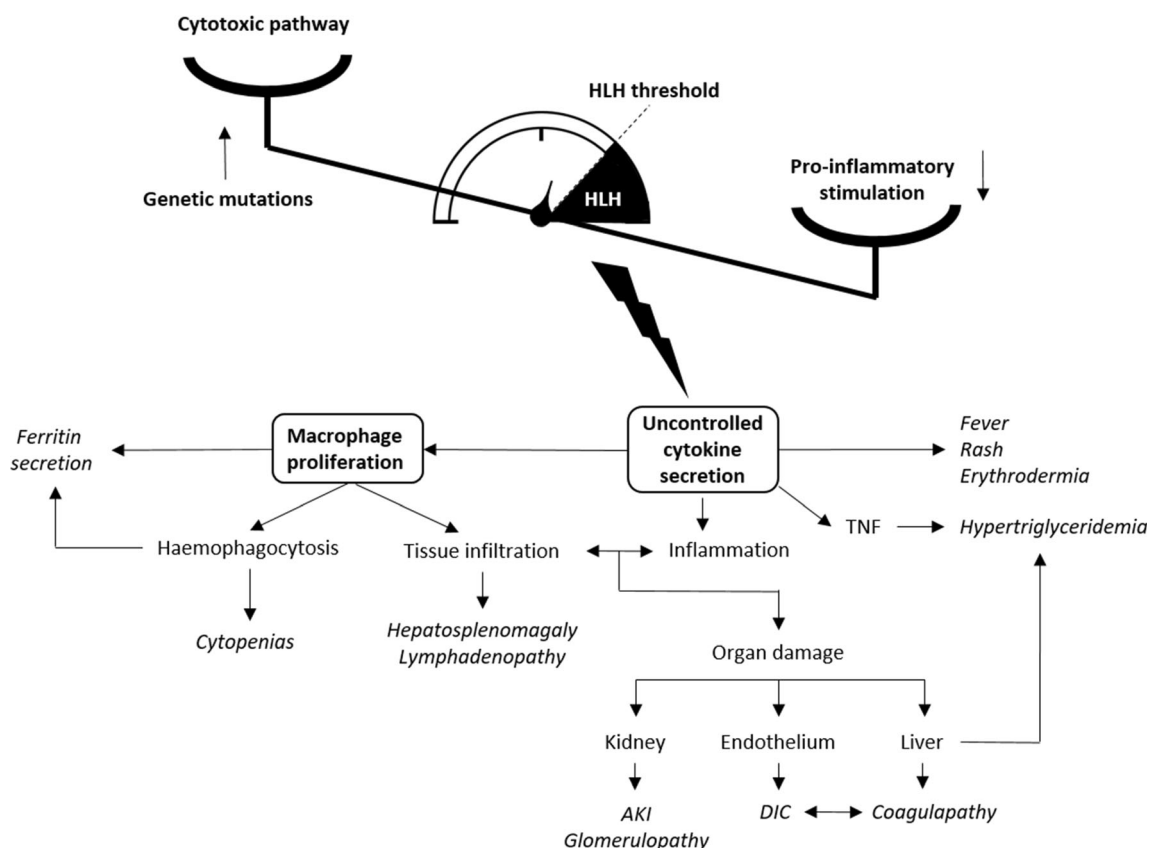 Cytotoxic pathway
HLH threshold
Genetic mutations
HLH
Pro-inflammatory
stimulation
Ferritin
secretion
Macrophage
proliferation
Uncontrolled
cytokine
secretion
Fever
Rash
Erythrodermia
Haemophagocytosis
Tissue infiltration
Inflammation
TNF
Hypertriglyceridemia
Cytopenias
Hepatosplenomagaly
Lymphadenopathy
Organ damage
Kidney
Endothelium
Liver
AKI
Glomerulopathy
DIC
Coagulapathy